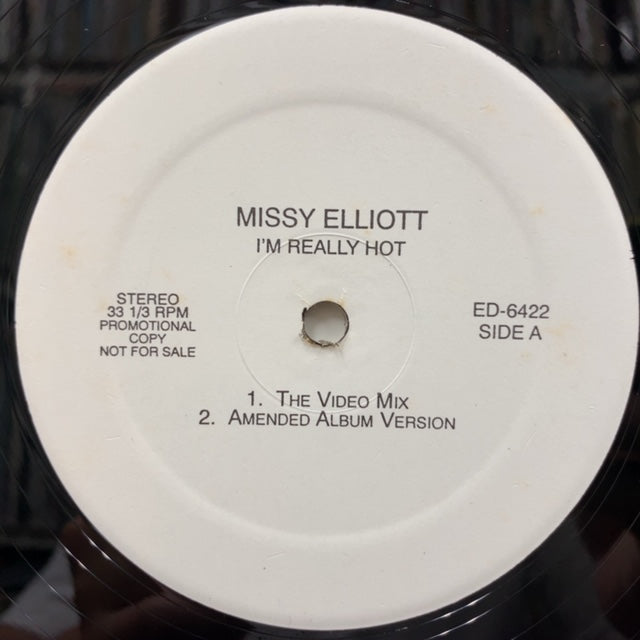 MISSY ELLIOTT
I'M REALLY HOT
STEREO
33 1/3 RPM
PROMOTIONAL
COPY
NOT FOR SALE
ED-6422
SIDE A
1. THE VIDEO MIX
2. AMENDED ALBUM VERSION